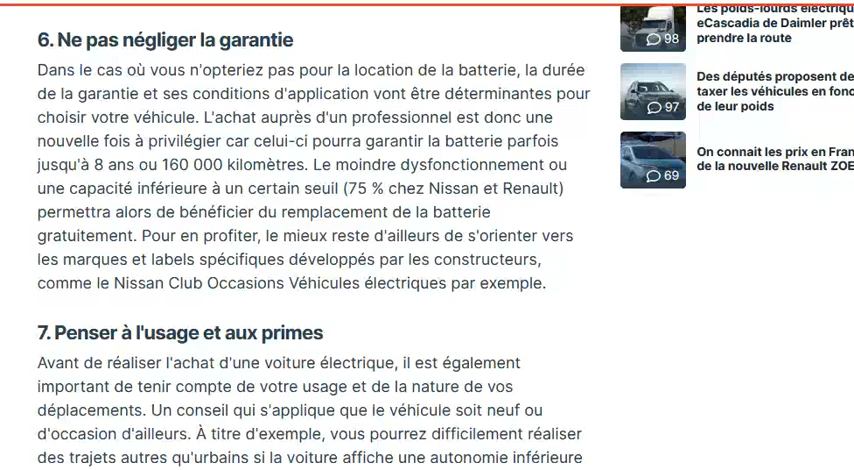 6. Ne pas négliger la garantie
Dans le cas où vous n'opteriez pas pour la location de la batterie, la durée
de la garantie et ses conditions d'application vont être déterminantes pour
choisir votre véhicule. L'achat auprès d'un professionnel est donc une
nouvelle fois à privilégier car celui-ci pourra garantir la batterie parfois
jusqu'à 8 ans ou 160 000 kilomètres. Le moindre dysfonctionnement ou
une capacité inférieure à un certain seuil (75 % chez Nissan et Renault)
permettra alors de bénéficier du remplacement de la batterie
gratuitement. Pour en profiter, le mieux reste d'ailleurs de s'orienter vers
les marques et labels spécifiques développés par les constructeurs,
comme le Nissan Club Occasions Véhicules électriques par exemple.
7. Penser à l'usage et aux primes
Avant de réaliser l'achat d'une voiture électrique, il est également
important de tenir compte de votre usage et de la nature de vos
déplacements. Un conseil qui s'applique que le véhicule soit neuf ou
d'occasion d'ailleurs. À titre d'exemple, vous pourrez difficilement réaliser
des trajets autres qu'urbains si la voiture affiche une autonomie inférieure
Les poids-lourds électriqu
eCascadia de Daimler prêt
prendre la route
98
Des députés proposent de
taxer les véhicules en fonc
de leur poids
97
On connait les prix en Fran
de la nouvelle Renault ZOE
69